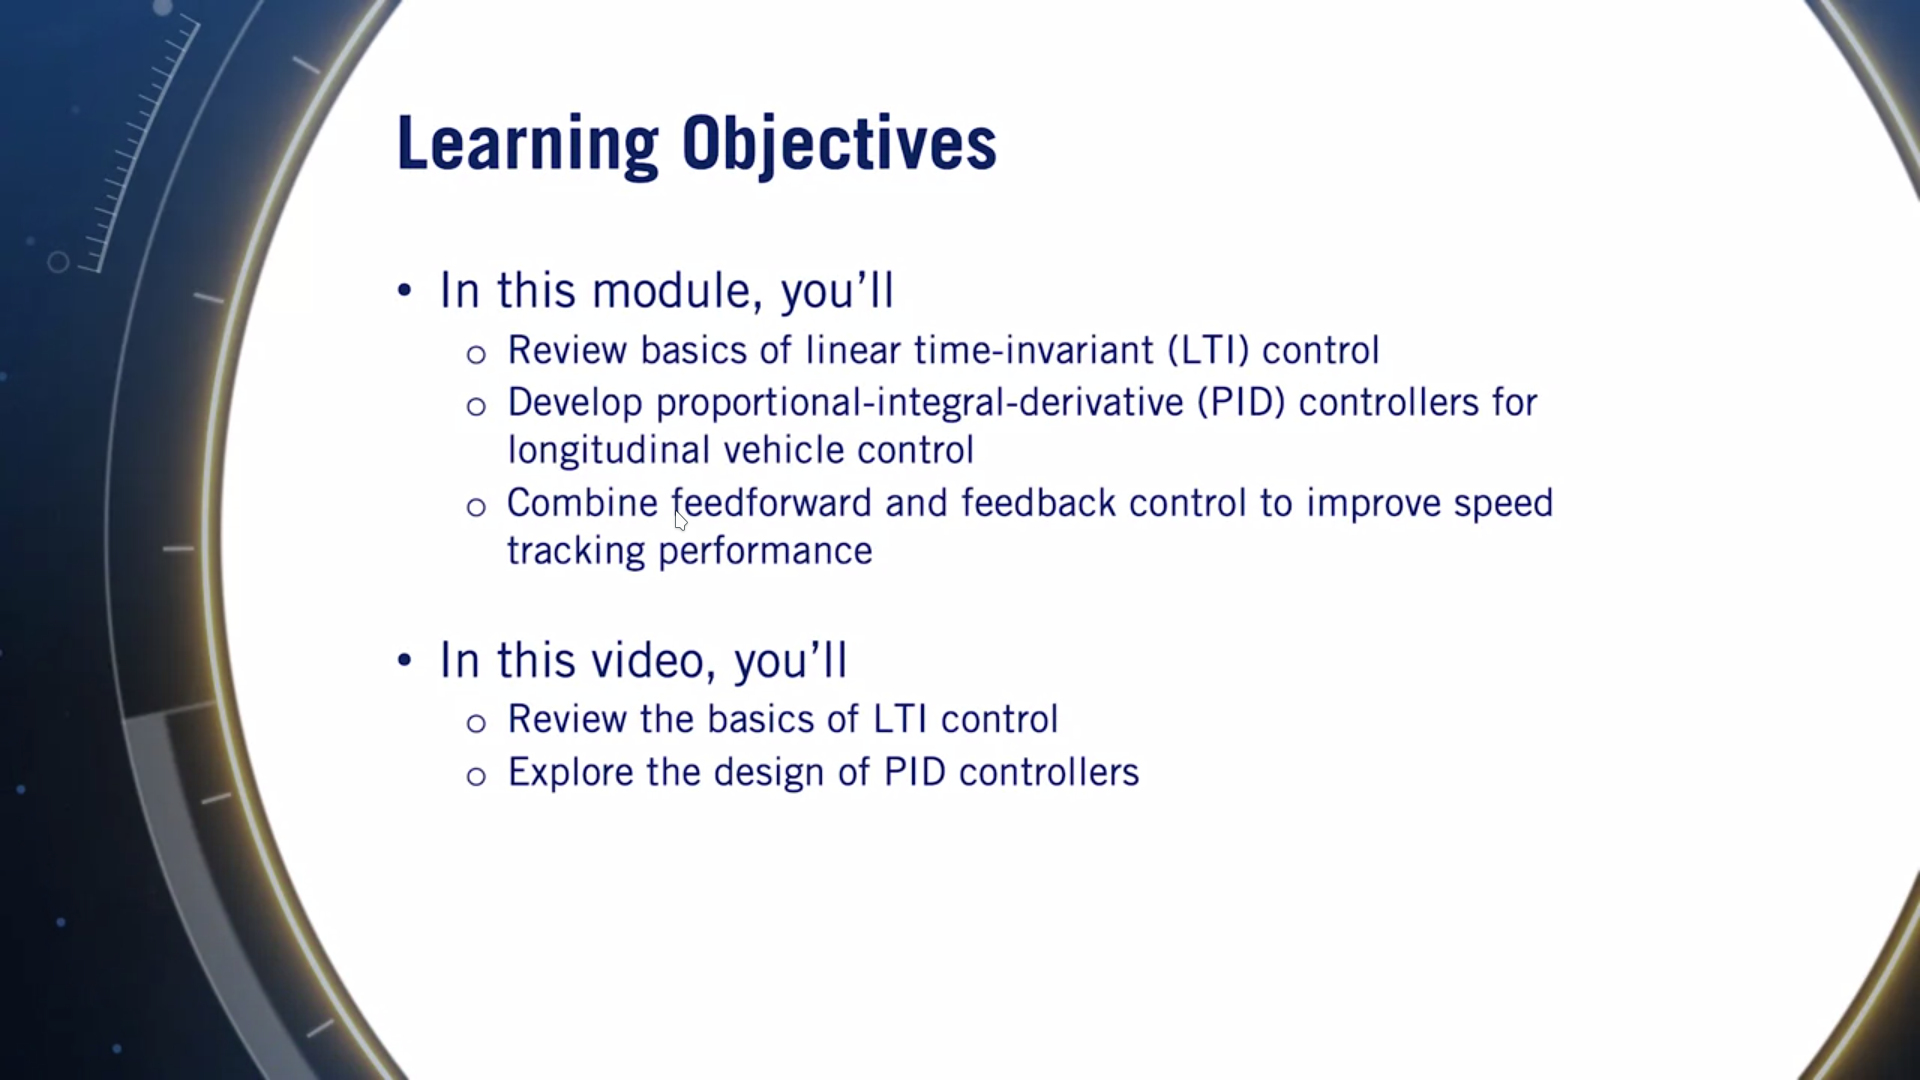 Learning Objectives
• In this module, you’ll
o Review basics of linear time-invariant (LTI) control
o Develop proportional-integral-derivative (PID) controllers for
longitudinal vehicle control
o Combine feedforward and feedback control to improve speed
tracking performance
• In this video, you’ll
o Review the basics of LTI control
o Explore the design of PID controllers